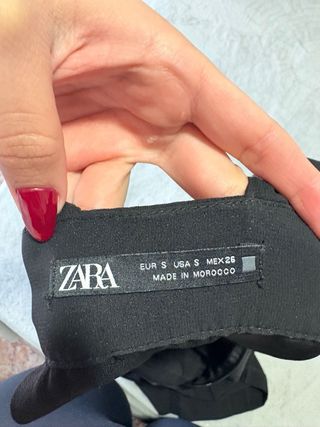 ZARA
EUR S USA S MEX 26
MADE IN MOROCCO